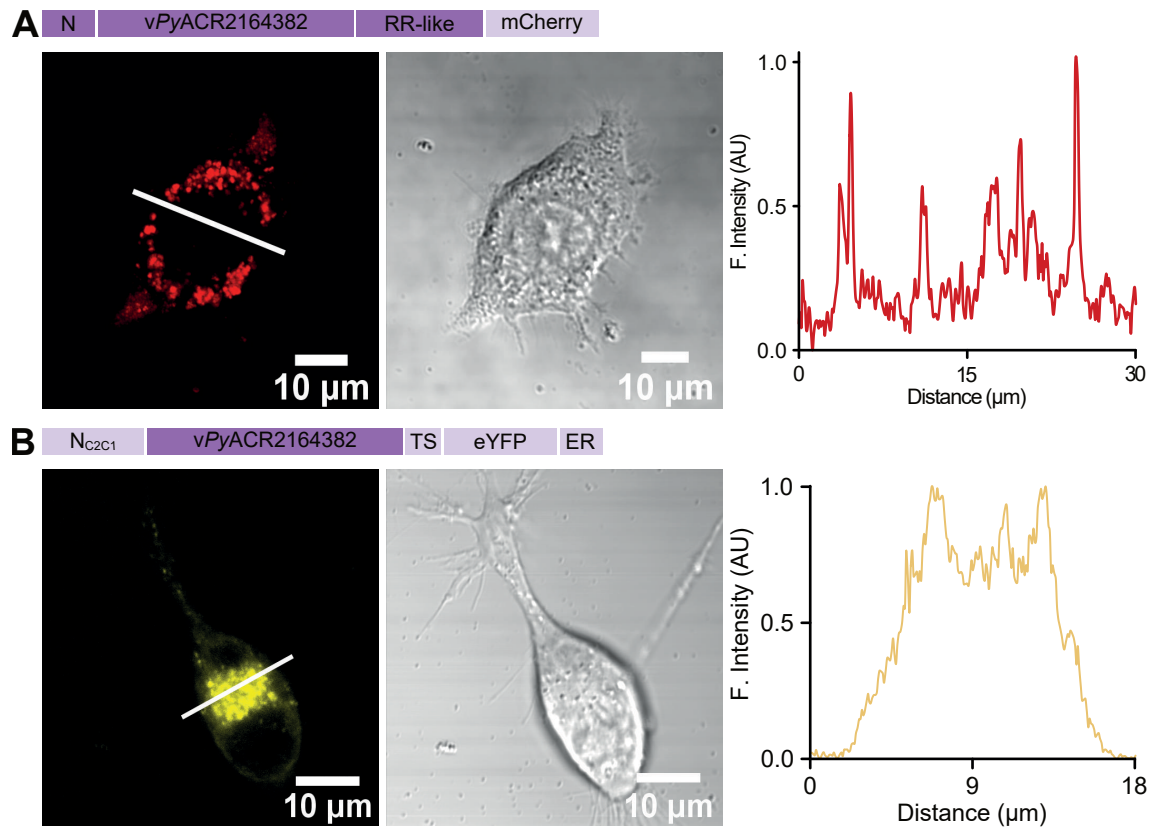 A N vPyACR2164382 RR-like mCherry
10 µm
10 µm
F. Intensity (AU)
1.0
0.5
0.0
0 15 30
Distance (µm)
B NC2C1 vPyACR2164382 TS eYFP ER
10 µm
10 µm
F. Intensity (AU)
1.0
0.5
0.0
0 9 18
Distance (µm)